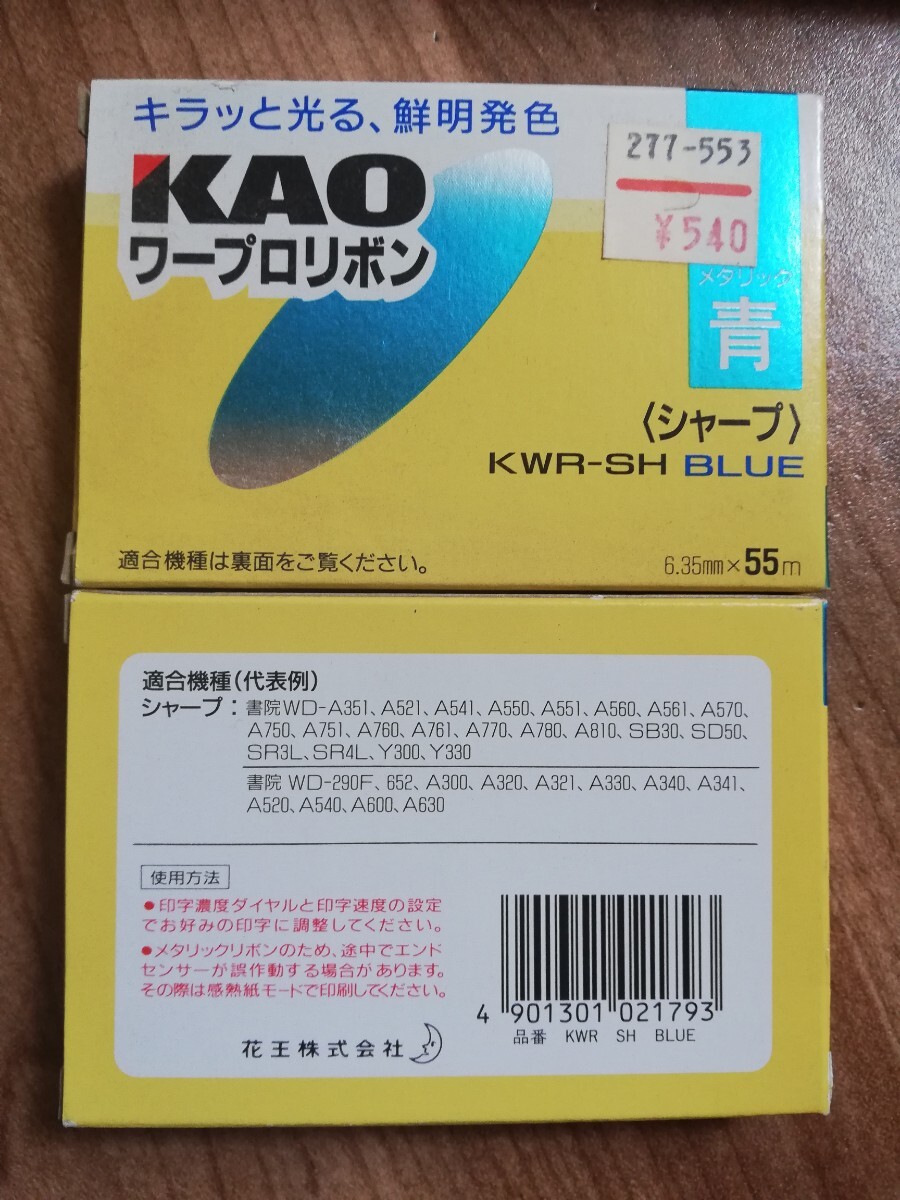 キラッと光る、鮮明発色
KAO
ワープロリボン
277-553
¥540
メタリック
青
〈シャープ〉
KWR-SH BLUE
適合機種は裏面をご覧ください。
6.35mm×55m
適合機種(代表例)
シャープ：書院WD-A351、A521、A541、A550、A551、A560、A561、A570、
A750、A751、A760、A761、A770、A780、A810、SB30、SD50、
SR3L、SR4L、Y300、Y330
書院 WD-290F、652、A300、A320、A321、A330、A340、A341、
A520、A540、A600、A630
使用方法
●印字濃度ダイヤルと印字速度の設定
でお好みの印字に調整してください。
●メタリックリボンのため、途中でエンド
センサーが誤作動する場合があります。
その際は感熱紙モードで印刷してください。
花王株式会社
4 901301 021793
品番 KWR SH BLUE